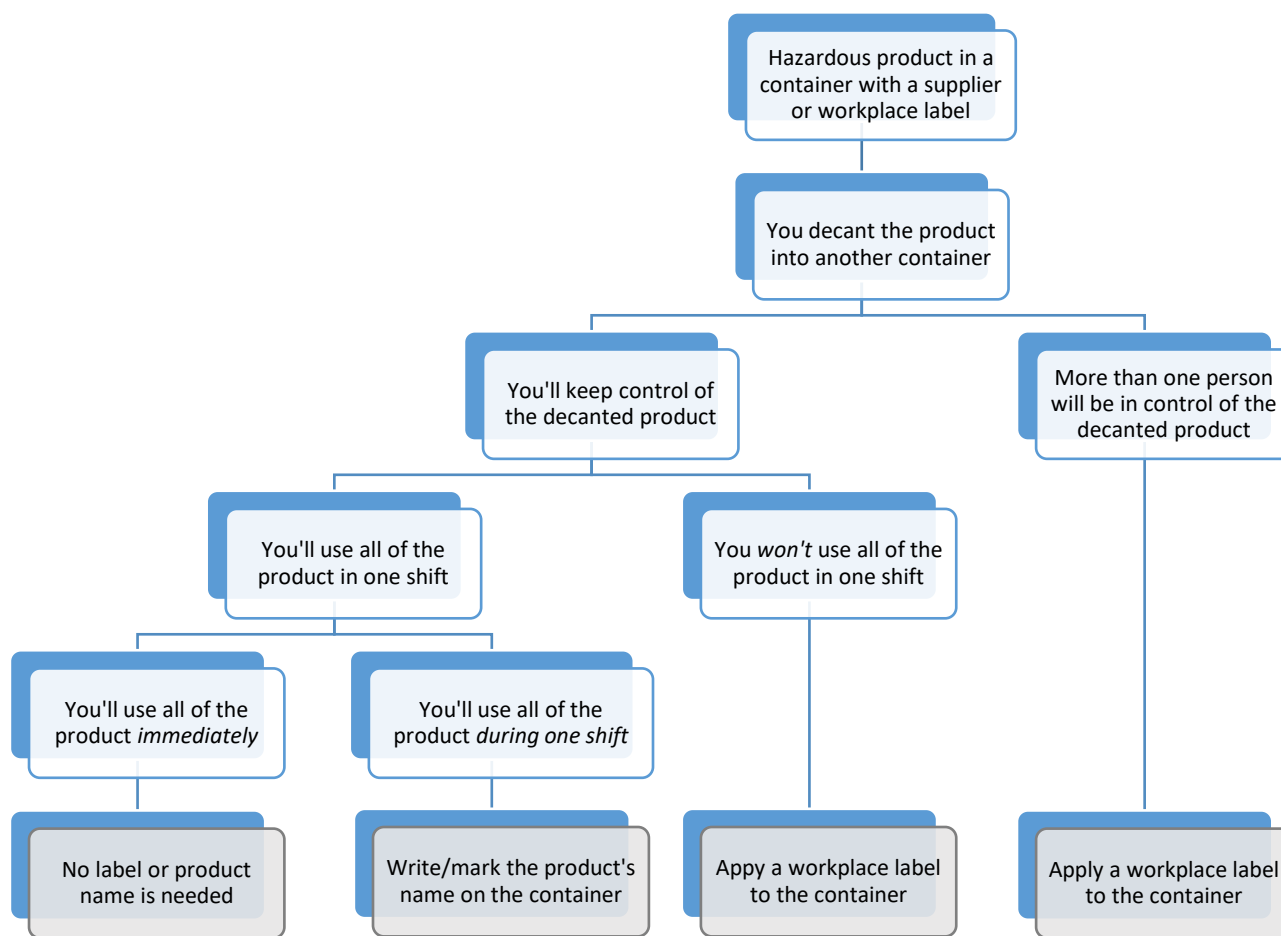 Hazardous product in a
container with a supplier
or workplace label
You decant the product
into another container
You'll keep control of
the decanted product
More than one person
will be in control of the
decanted product
You'll use all of the
product in one shift
You won't use all of the
product in one shift
You'll use all of the
product immediately
You'll use all of the
product during one shift
No label or product
name is needed
Write/mark the product's
name on the container
Appy a workplace label
to the container
Apply a workplace label
to the container